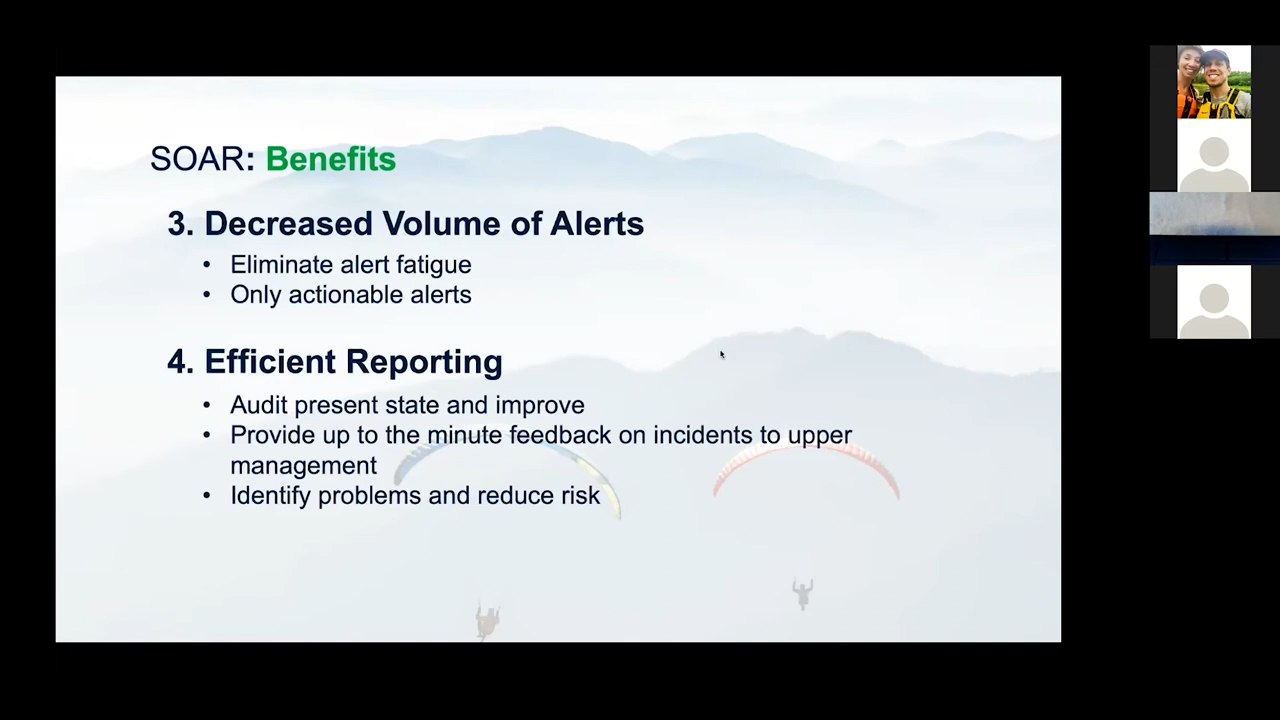 SOAR: Benefits
3. Decreased Volume of Alerts
• Eliminate alert fatigue
• Only actionable alerts
4. Efficient Reporting
• Audit present state and improve
• Provide up to the minute feedback on incidents to upper
management
• Identify problems and reduce risk